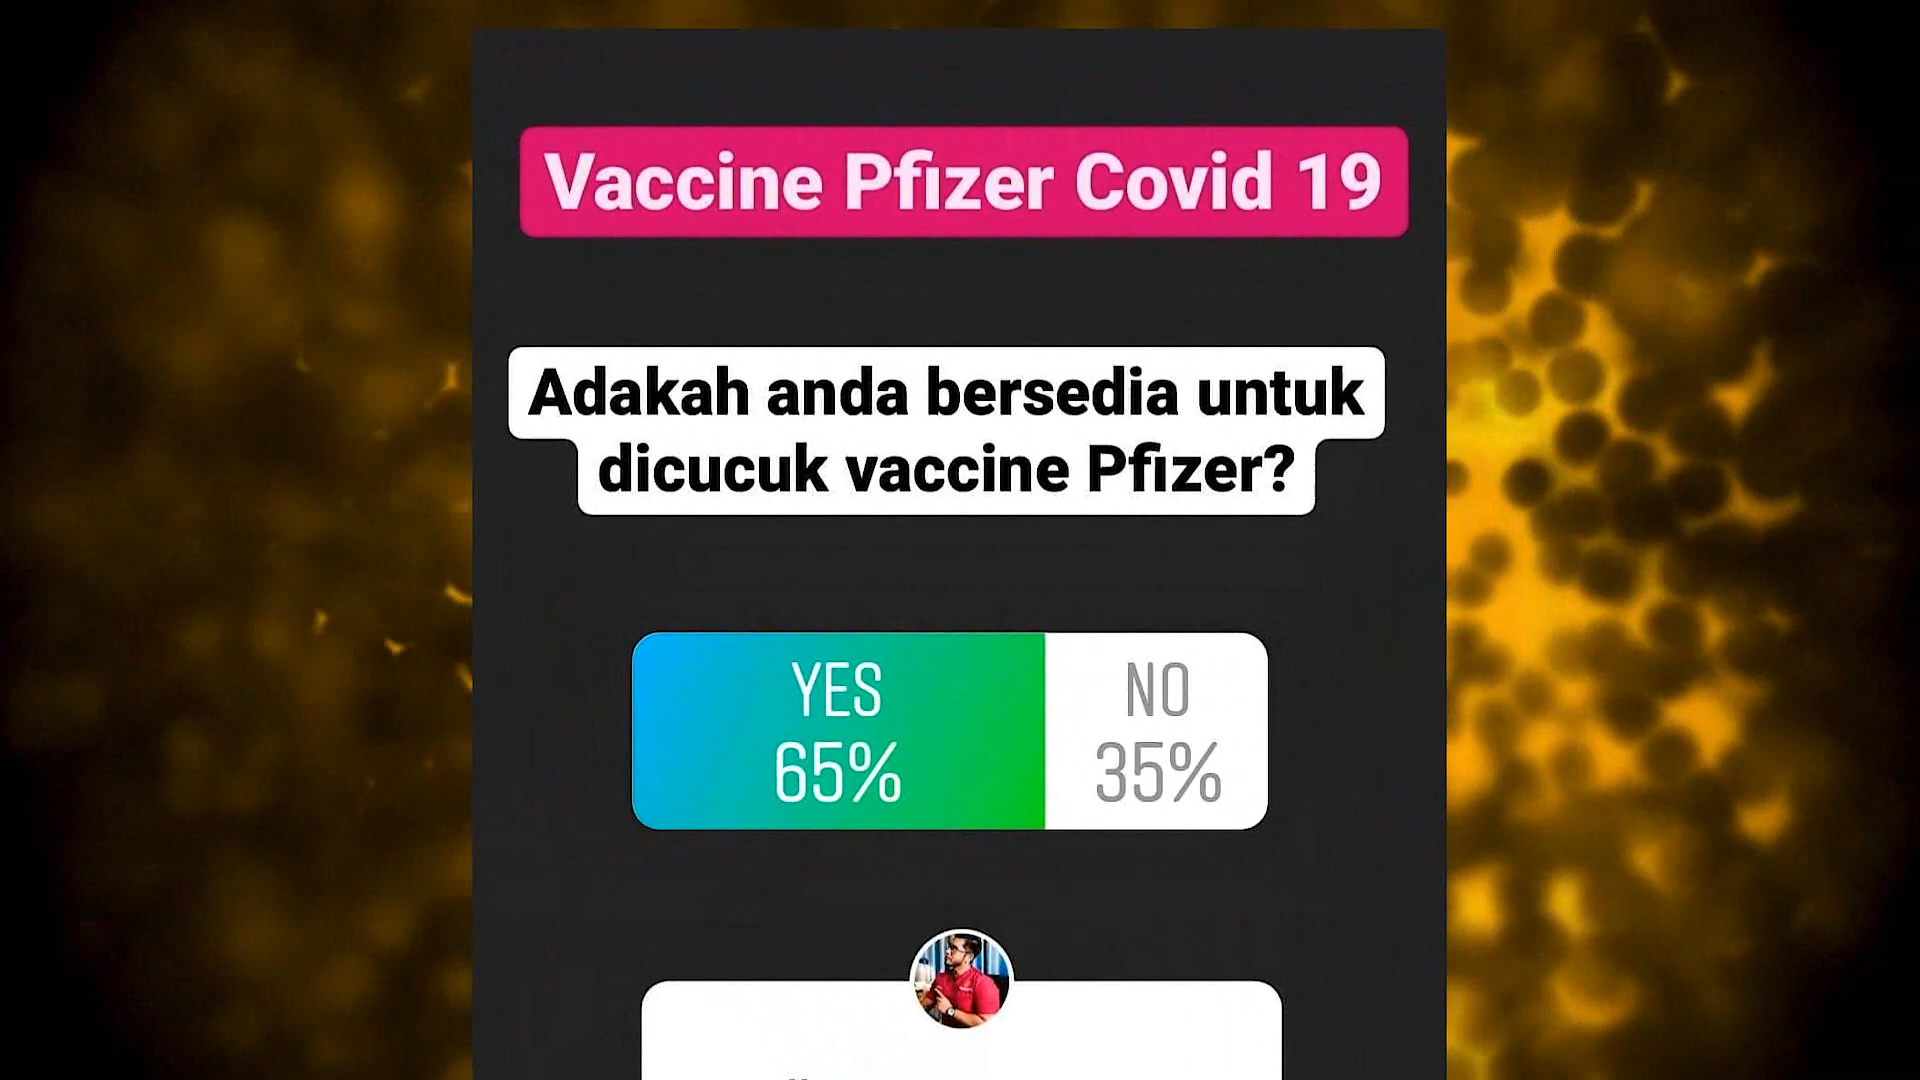 Vaccine Pfizer Covid 19
Adakah anda bersedia untuk
dicucuk vaccine Pfizer?
YES NO
65% 35%